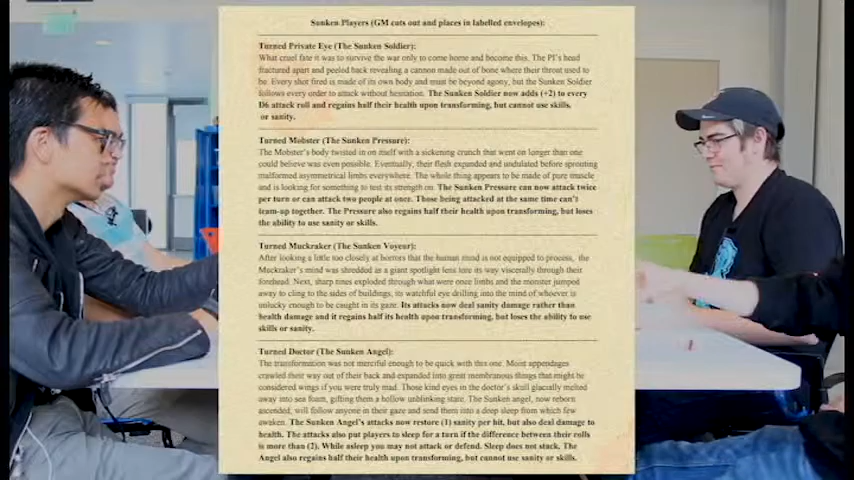 Sunken Players (GM cuts out and places in labelled envelopes):
Turned Private Eye (The Sunken Soldier):
What cruel fate it was to survive the war only to come home and become this. The PI's head
fractured apart and peeled back revealing a cannon made out of bone where their throat used to
be. Every shot fired is made of its own body and must be beyond agony, but the Sunken Soldier
follows every order to attack without hesitation. The Sunken Soldier now adds (+2) to every
D6 attack roll and regains half their health upon transforming, but cannot use skills.
or sanity.
Turned Mobster (The Sunken Pressure):
The Mobster's body twisted in on itself with a sickening crunch that went on longer than one
could believe was even possible. Eventually, their flesh expanded and undulated before sprouting
malformed asymmetrical limbs everywhere. The whole thing appears to be made of pure muscle
and is looking for something to test its strength on. The Sunken Pressure can now attack twice
per turn or can attack two people at once. Those being attacked at the same time can't
team-up together. The Pressure also regains half their health upon transforming, but loses
the ability to use sanity or skills.
Turned Muckraker (The Sunken Voyeur):
After looking a little too closely at horrors that the human mind is not equipped to process, the
Muckraker's mind was shredded as a giant spotlight lens tore its way viscerally through their
forehead. Next, sharp tines exploded through what were once limbs and the monster jumped
away to cling to the sides of buildings, its watchful eye drilling into the mind of whoever is
unlucky enough to be caught in its gaze. Its attacks now deal sanity damage rather than
health damage and it regains half its health upon transforming, but loses the ability to use
skills or sanity.
Turned Doctor (The Sunken Angel):
The transformation was not merciful enough to be quick with this one. Moist appendages
crawled their way out of their back and expanded into great membranous things that might be
considered wings if you were truly mad. Those kind eyes in the doctor's skull glacially melted
away into sea foam, gifting them a hollow unblinking stare. The Sunken angel, now reborn
ascended, will follow anyone in their gaze and send them into a deep sleep from which few
awaken. The Sunken Angel's attacks now restore (1) sanity per hit, but also deal damage to
health. The attacks also put players to sleep for a turn if the difference between their rolls
is more than (2). While asleep you may not attack or defend. Sleep does not stack. The
Angel also regains half their health upon transforming, but cannot use sanity or skills.